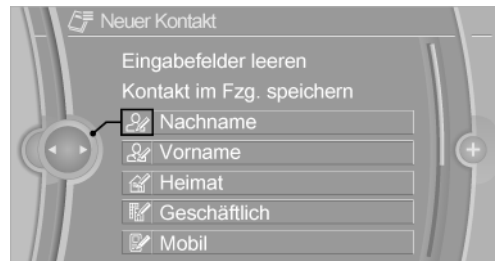 Neuer Kontakt
Eingabefelder leeren
Kontakt im Fzg. speichern
Nachname
Vorname
Heimat
Geschäftlich
Mobil